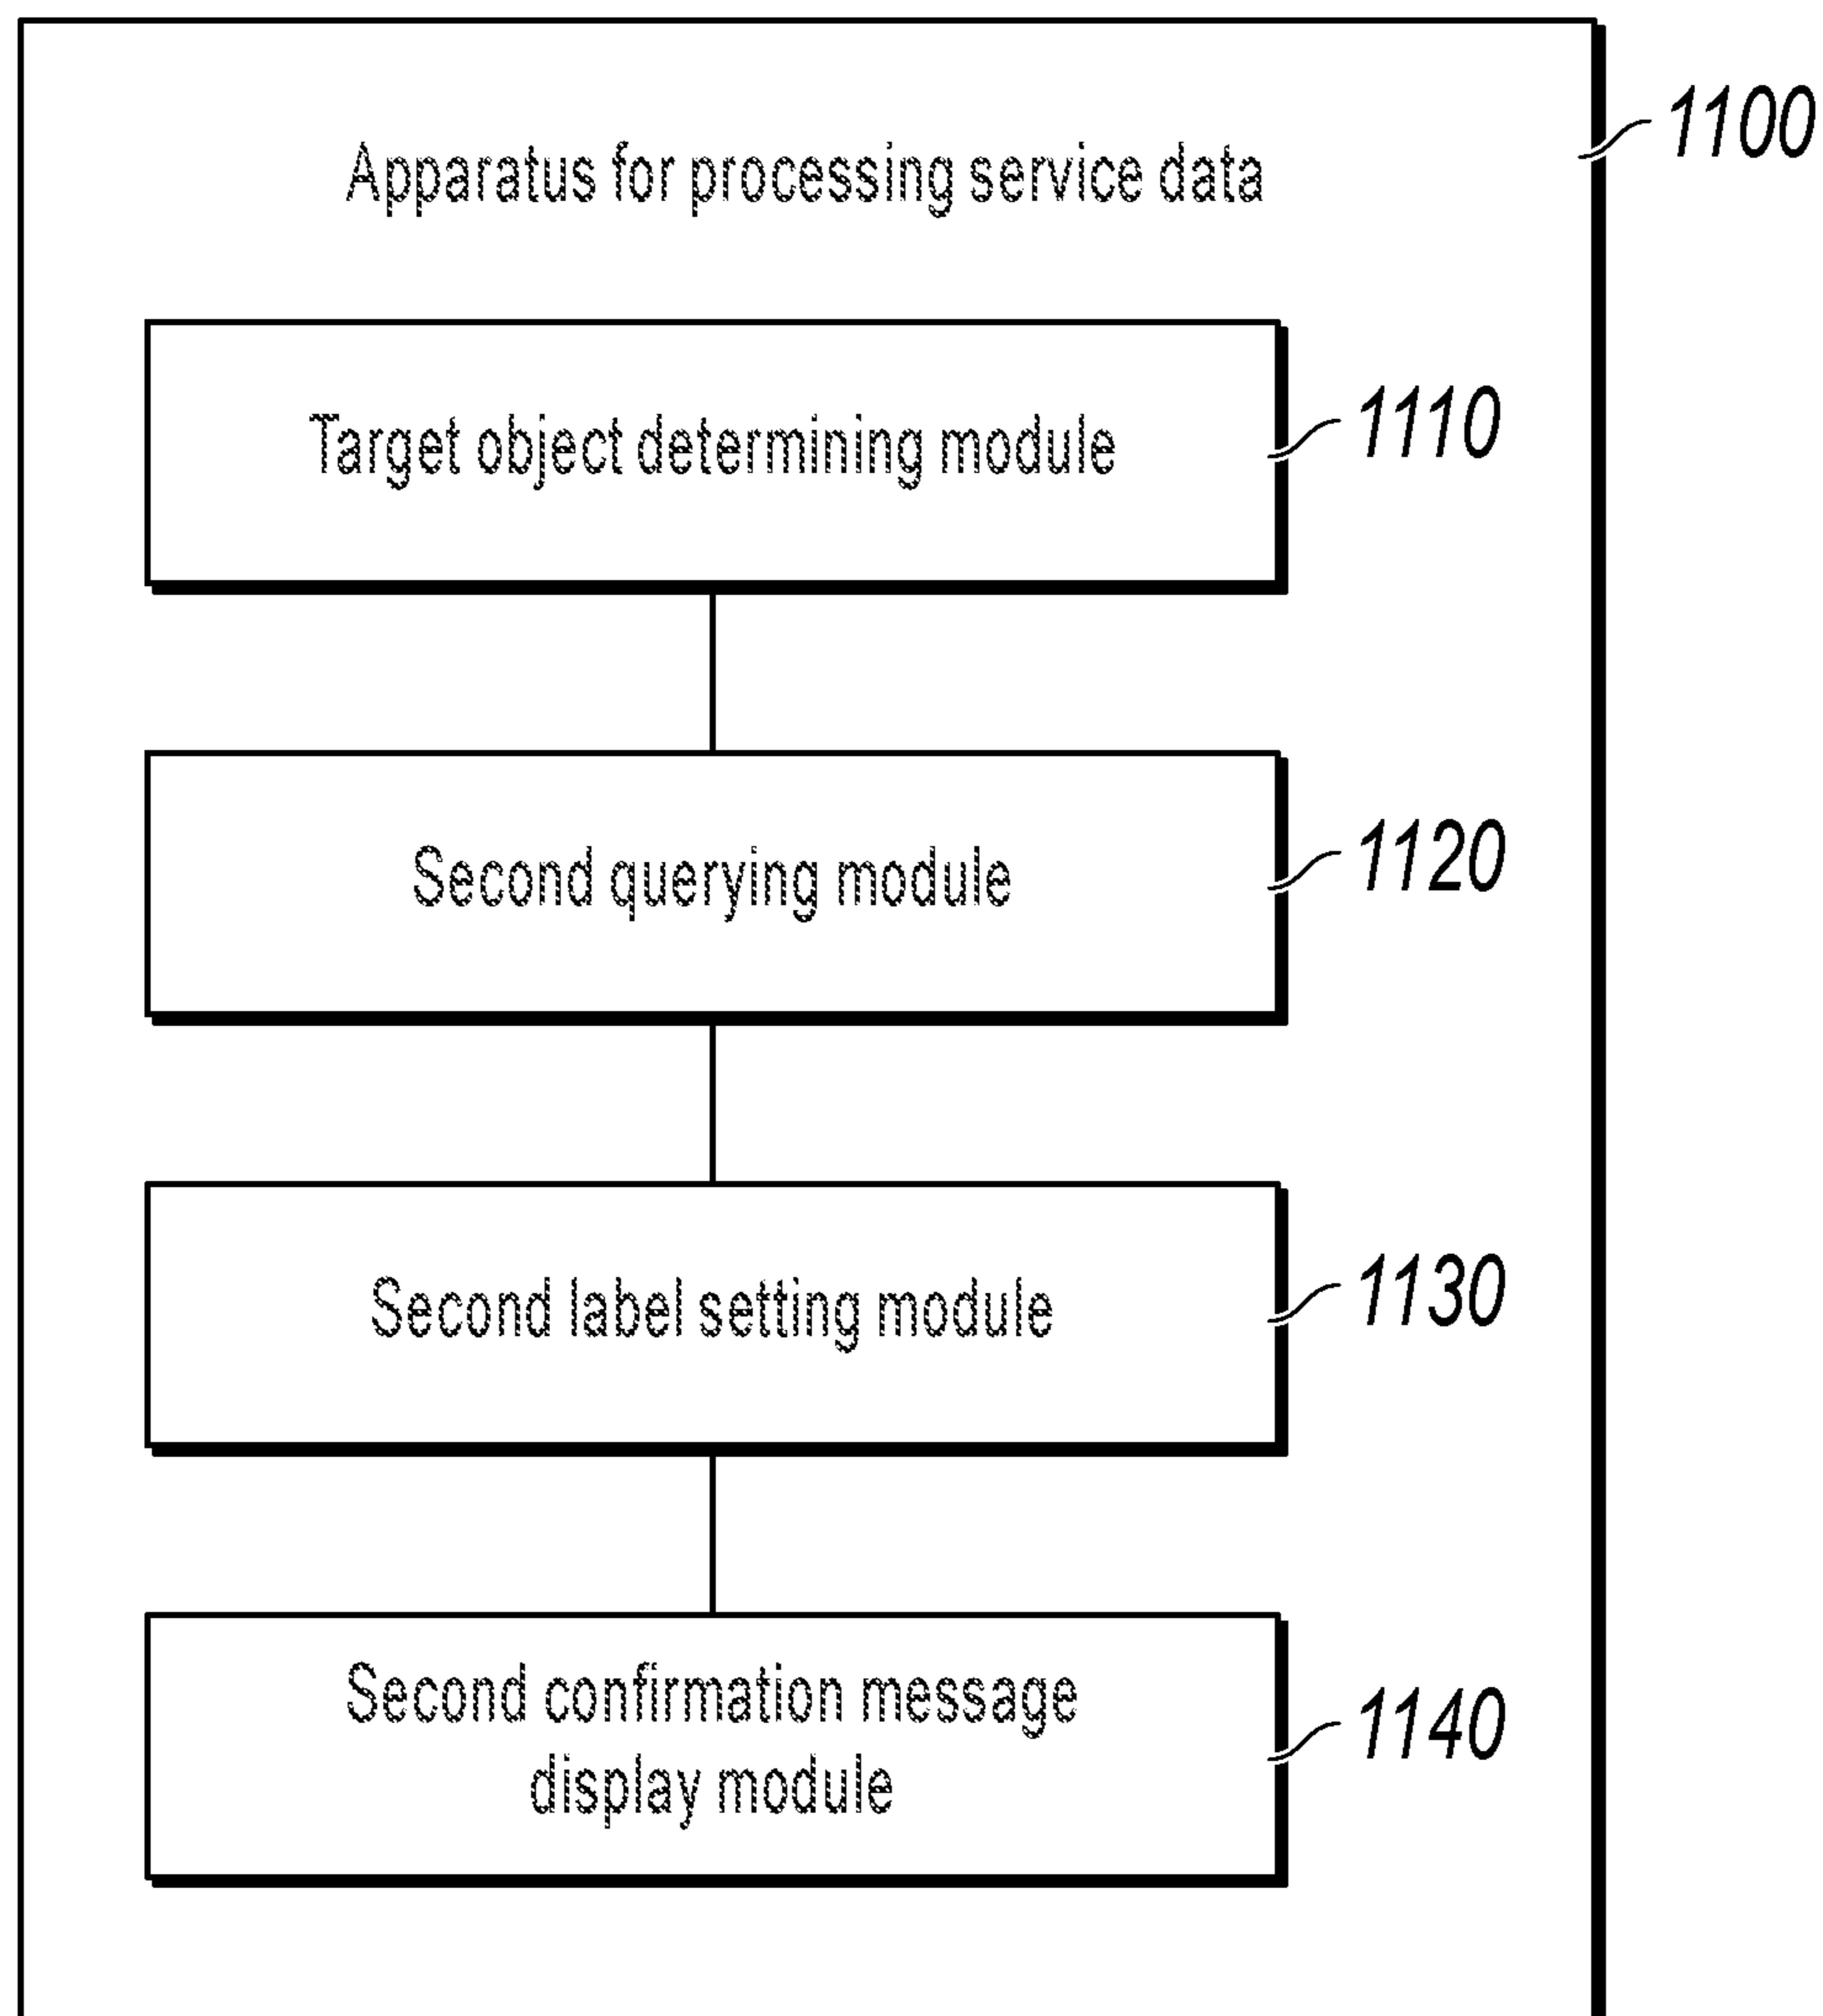 Apparatus for processing service data
1100
Target object determining module
1110
Second querying module
1120
Second label setting module
1130
Second confirmation message
display module
1140